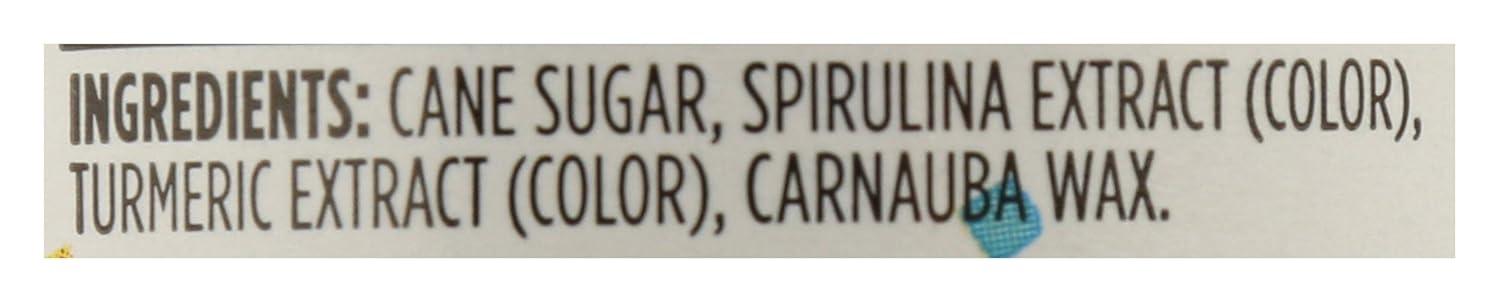 INGREDIENTS: CANE SUGAR, SPIRULINA EXTRACT (COLOR),
TURMERIC EXTRACT (COLOR), CARNAUBA WAX.